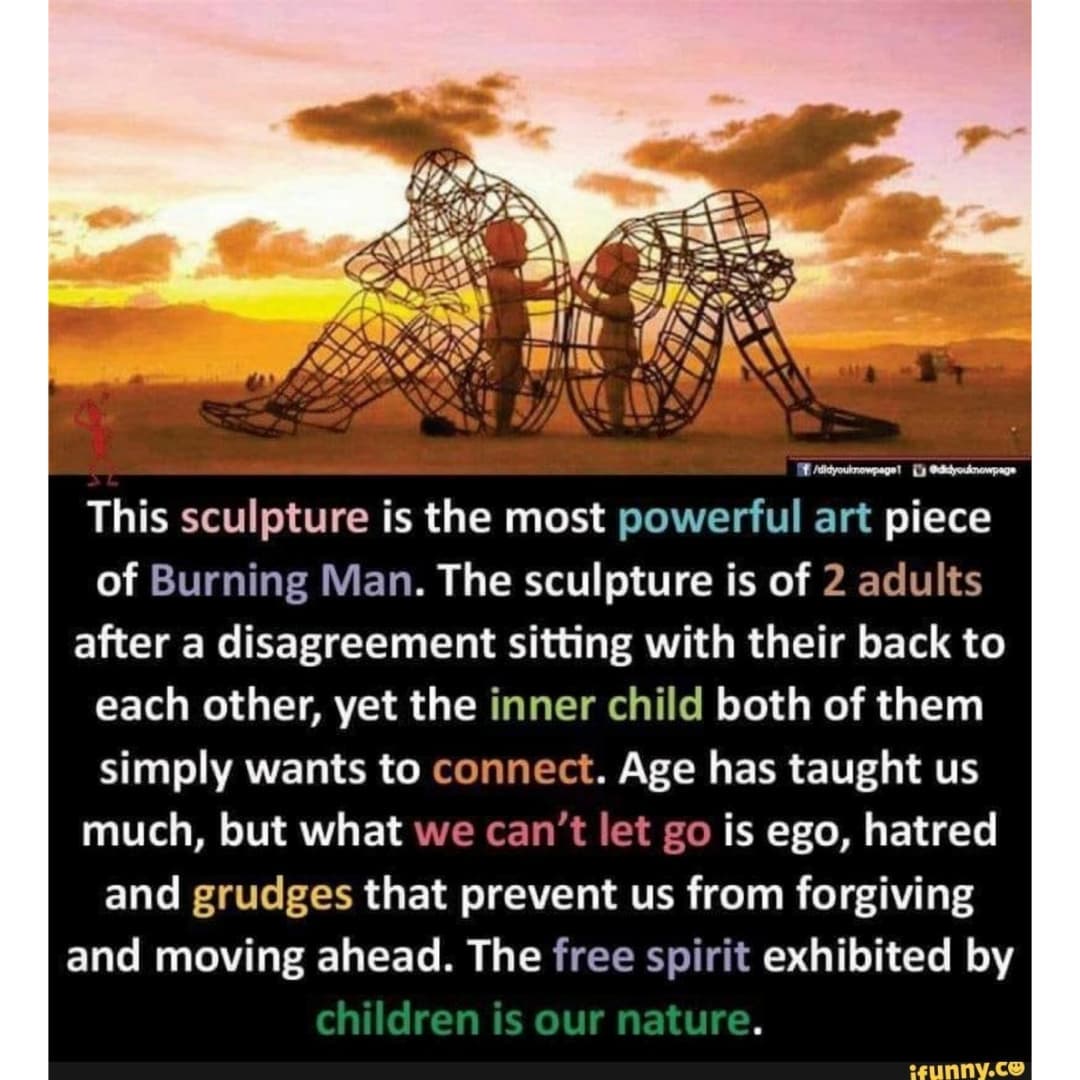 /didyouknowpage1 @didyouknowpage
This sculpture is the most powerful art piece
of Burning Man. The sculpture is of 2 adults
after a disagreement sitting with their back to
each other, yet the inner child both of them
simply wants to connect. Age has taught us
much, but what we can't let go is ego, hatred
and grudges that prevent us from forgiving
and moving ahead. The free spirit exhibited by
children is our nature.
ifunny.co